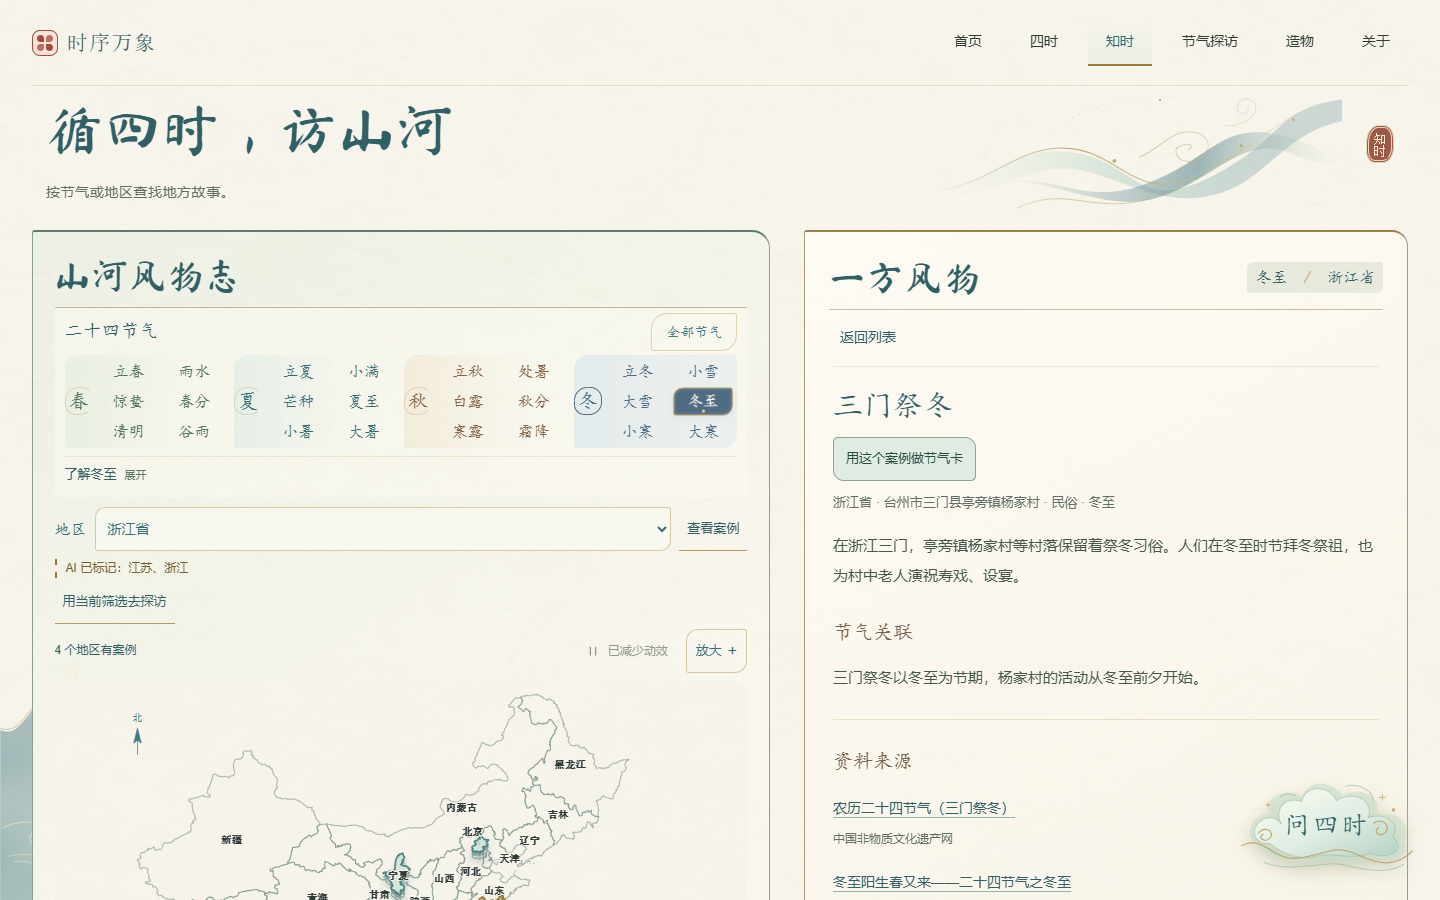 时序万象
首页 四时 知时 节气探访 造物 关于
循四时，访山河
知时
按节气或地区查找地方故事。
山河风物志
二十四节气 全部节气
春 立春 雨水 夏 立夏 小满 秋 立秋 处暑 冬 立冬 小雪
惊蛰 春分 芒种 夏至 白露 秋分 大雪 冬至
清明 谷雨 小暑 大暑 寒露 霜降 小寒 大寒
了解冬至 展开
地区 浙江省 查看案例
AI 已标记：江苏、浙江
用当前筛选去探访
4 个地区有案例 已减少动效 放大 +
北
黑龙江
内蒙古
吉林
新疆
北京
辽宁
天津
宁夏
山西
河北
甘肃
山东
一方风物
冬至 / 浙江省
返回列表
三门祭冬
用这个案例做节气卡
浙江省 · 台州市三门县亭旁镇杨家村 · 民俗 · 冬至
在浙江三门，亭旁镇杨家村等村落保留着祭冬习俗。人们在冬至时节拜冬祭祖，也
为村中老人演祝寿戏、设宴。
节气关联
三门祭冬以冬至为节期，杨家村的活动从冬至前夕开始。
资料来源
农历二十四节气（三门祭冬）
中国非物质文化遗产网
冬至阳生春又来——二十四节气之冬至
问四时